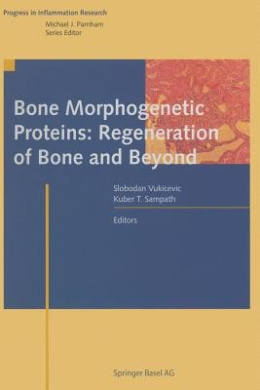 Progress in Inflammation Research
Michael J. Parnham
Series Editor
Bone Morphogenetic
Proteins: Regeneration
of Bone and Beyond
Slobodan Vukicevic
Kuber T. Sampath
Editors
Springer Basel AG